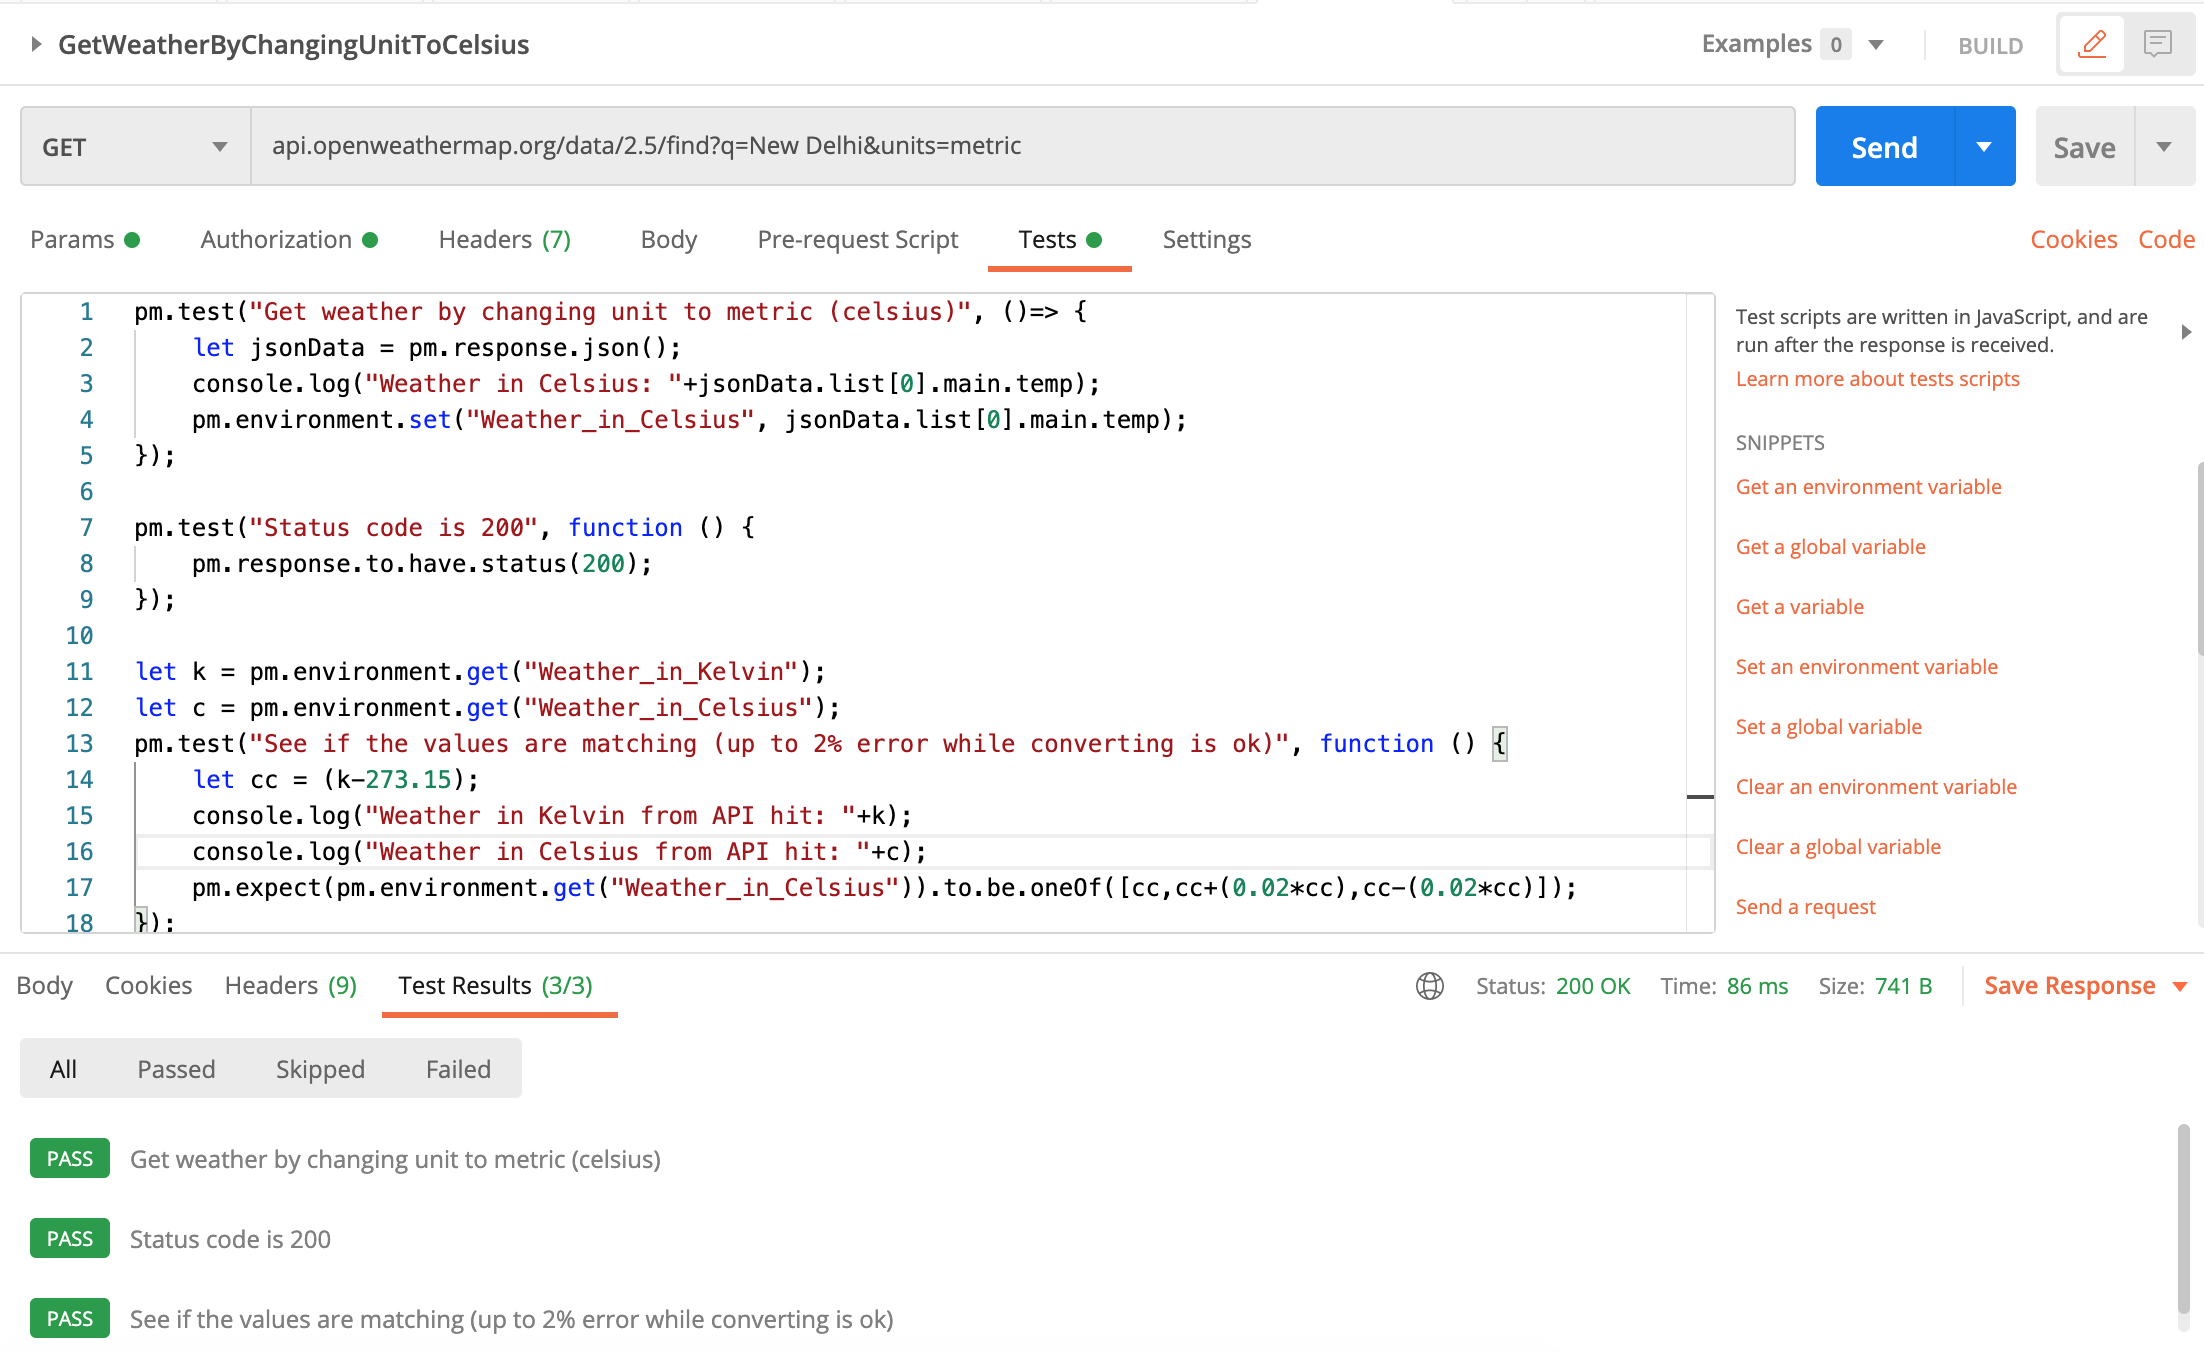 GetWeatherByChangingUnitToCelsius
Examples 0
BUILD
GET
api.openweathermap.org/data/2.5/find?q=New Delhi&units=metric
Send
Save
Params
Authorization
Headers (7)
Body
Pre-request Script
Tests
Settings
Cookies
Code
1 pm.test("Get weather by changing unit to metric (celsius)", ()=> {
2 let jsonData = pm.response.json();
3 console.log("Weather in Celsius: "+jsonData.list[0].main.temp);
4 pm.environment.set("Weather_in_Celsius", jsonData.list[0].main.temp);
5 });
6
7 pm.test("Status code is 200", function () {
8 pm.response.to.have.status(200);
9 });
10
11 let k = pm.environment.get("Weather_in_Kelvin");
12 let c = pm.environment.get("Weather_in_Celsius");
13 pm.test("See if the values are matching (up to 2% error while converting is ok)", function () {
14 let cc = (k-273.15);
15 console.log("Weather in Kelvin from API hit: "+k);
16 console.log("Weather in Celsius from API hit: "+c);
17 pm.expect(pm.environment.get("Weather_in_Celsius")).to.be.oneOf([cc,cc+(0.02*cc),cc-(0.02*cc)]);
18 });
Test scripts are written in JavaScript, and are
run after the response is received.
Learn more about tests scripts
SNIPPETS
Get an environment variable
Get a global variable
Get a variable
Set an environment variable
Set a global variable
Clear an environment variable
Clear a global variable
Send a request
Body
Cookies
Headers (9)
Test Results (3/3)
Status: 200 OK
Time: 86 ms
Size: 741 B
Save Response
All
Passed
Skipped
Failed
PASS Get weather by changing unit to metric (celsius)
PASS Status code is 200
PASS See if the values are matching (up to 2% error while converting is ok)